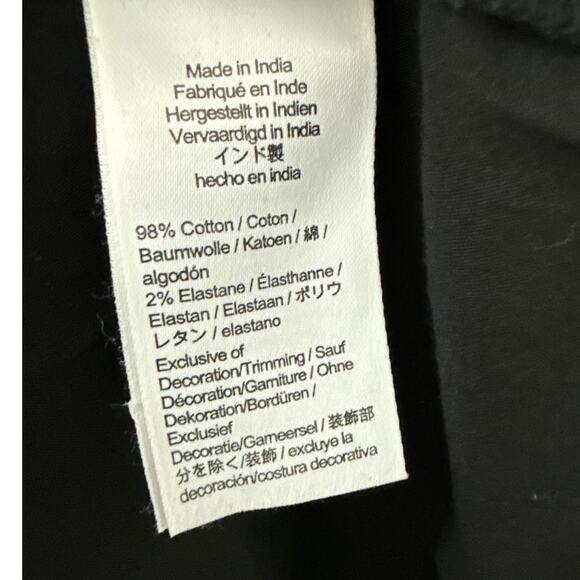 Made in India
Fabriqué en Inde
Hergestellt in Indien
Vervaardigd in India
インド製
hecho en india
98% Cotton / Coton /
Baumwolle / Katoen / 綿 /
algodón
2% Elastane / Élasthanne /
Elastan / Elastaan / ポリウ
レタン / elastano
Exclusive of
Decoration/Trimming / Sauf
Décoration/Garniture / Ohne
Dekoration/Bordüren /
Exclusief
Decoratie/Garneersel / 装飾部
分を除く/装飾 / excluye la
decoración/costura decorativa